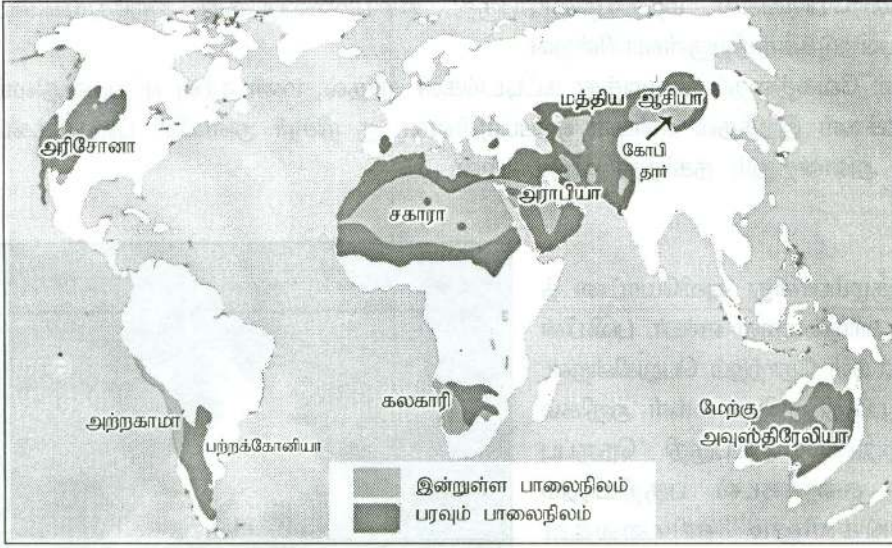 அரிசோனா
மத்திய ஆசியா
கோபி
தார்
அராபியா
சகாரா
கலகாரி
அற்றகாமா
பற்றக்கோனியா
மேற்கு
அவுஸ்திரேலியா
இன்றுள்ள பாலைநிலம்
பரவும் பாலைநிலம்